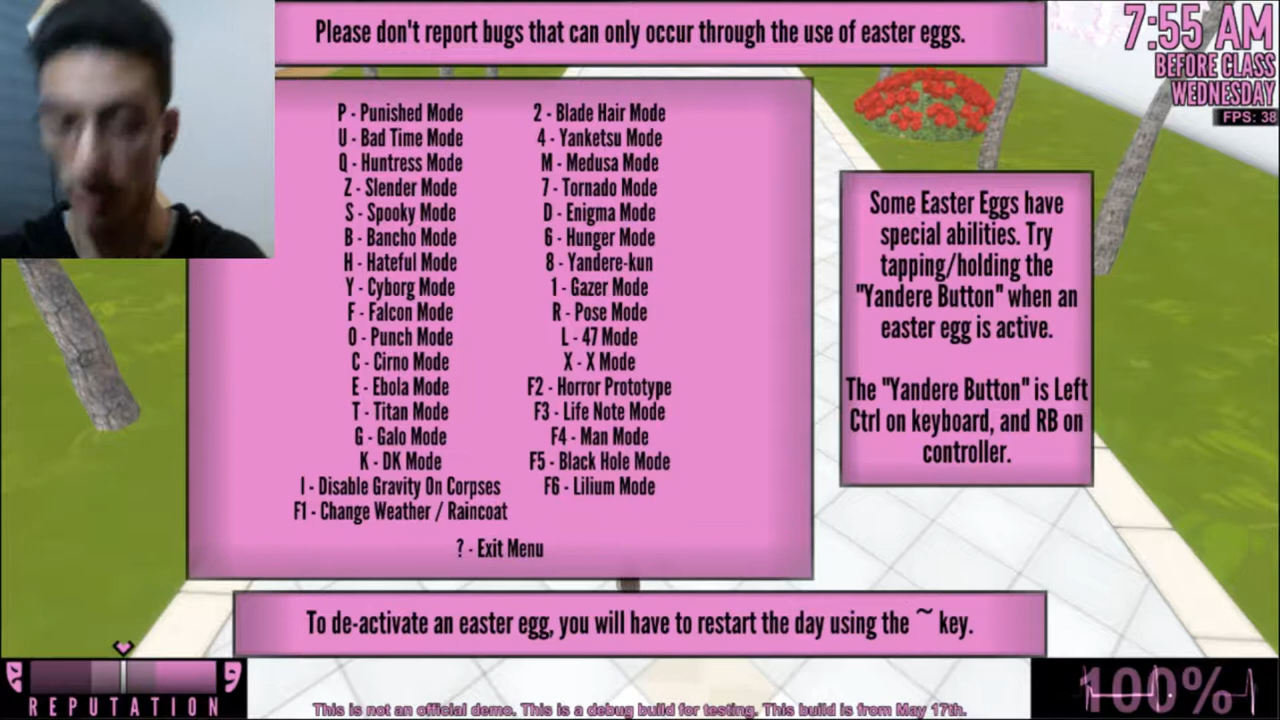 Please don't report bugs that can only occur through the use of easter eggs.
7:55 AM
BEFORE CLASS
WEDNESDAY
FPS: 38
P - Punished Mode
U - Bad Time Mode
Q - Huntress Mode
Z - Slender Mode
S - Spooky Mode
B - Bancho Mode
H - Hateful Mode
Y - Cyborg Mode
F - Falcon Mode
O - Punch Mode
C - Cirno Mode
E - Ebola Mode
T - Titan Mode
G - Galo Mode
K - DK Mode
I - Disable Gravity On Corpses
F1 - Change Weather / Raincoat
2 - Blade Hair Mode
4 - Yanketsu Mode
M - Medusa Mode
7 - Tornado Mode
D - Enigma Mode
6 - Hunger Mode
8 - Yandere-kun
1 - Gazer Mode
R - Pose Mode
L - 47 Mode
X - X Mode
F2 - Horror Prototype
F3 - Life Note Mode
F4 - Man Mode
F5 - Black Hole Mode
F6 - Lilium Mode
? - Exit Menu
Some Easter Eggs have
special abilities. Try
tapping/holding the
"Yandere Button" when an
easter egg is active.
The "Yandere Button" is Left
Ctrl on keyboard, and RB on
controller.
To de-activate an easter egg, you will have to restart the day using the ~ key.
REPUTATION
This is not an official demo. This is a debug build for testing. This build is from May 17th.
100%